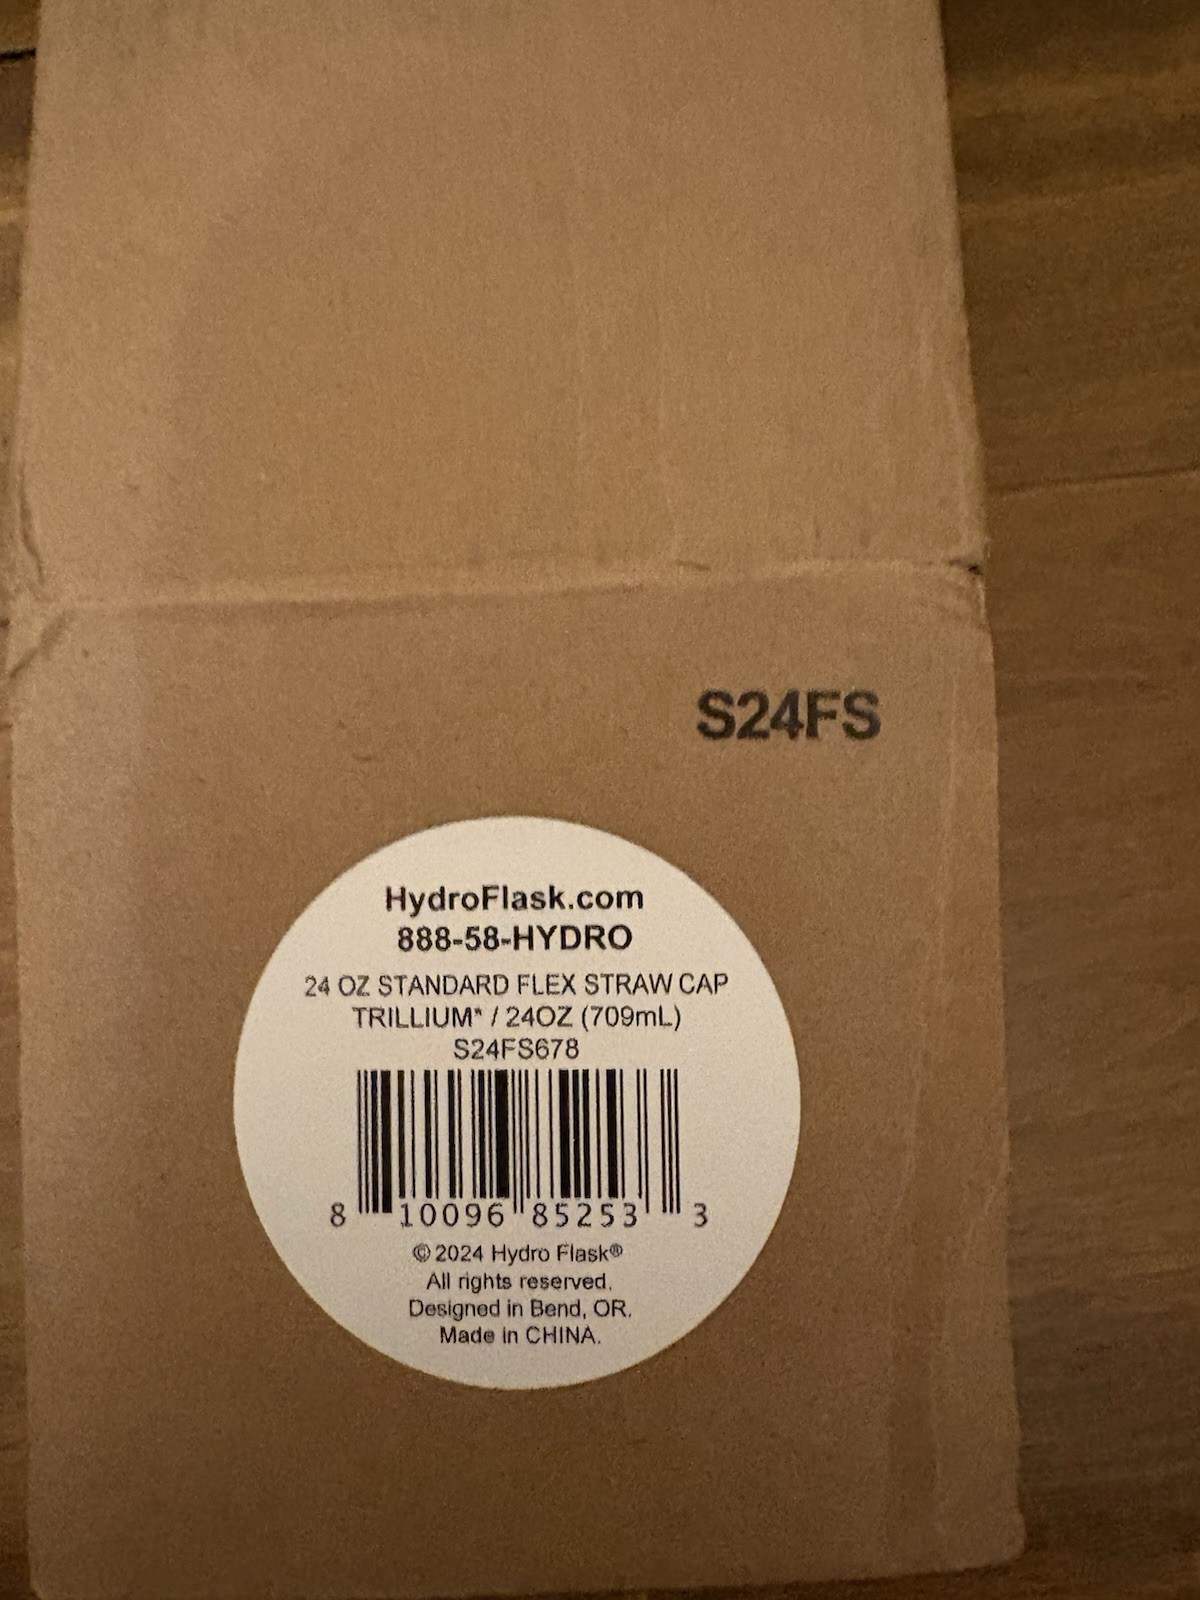 S24FS
HydroFlask.com
888-58-HYDRO
24 OZ STANDARD FLEX STRAW CAP
TRILLIUM* / 24OZ (709mL)
S24FS678
8 10096 85253 3
© 2024 Hydro Flask®
All rights reserved.
Designed in Bend, OR.
Made in CHINA.